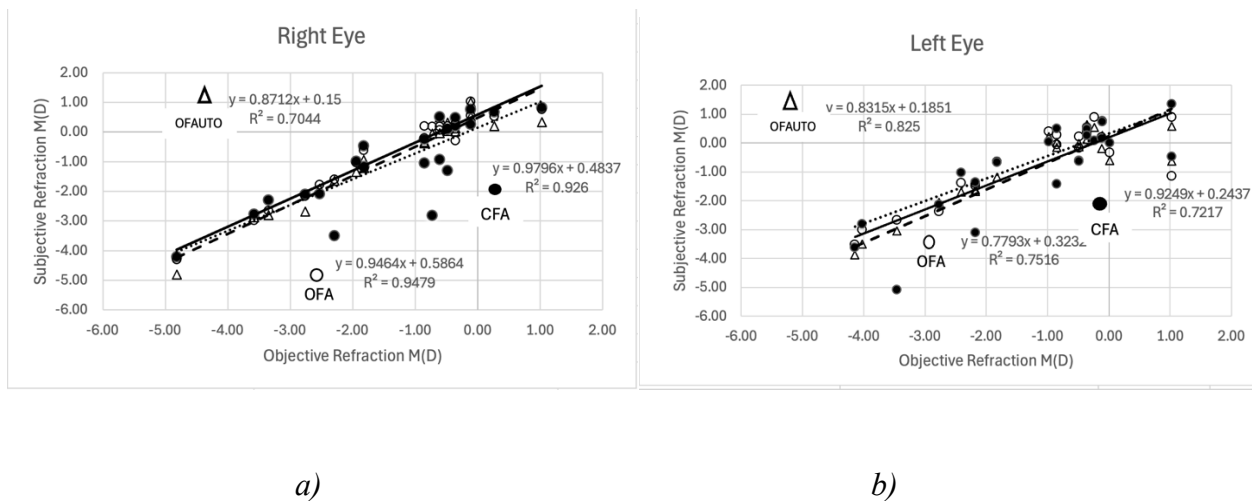 Right Eye
2.00
1.00
0.00
-1.00
-2.00
-3.00
-4.00
-5.00
-6.00
Subjective Refraction M(D)
OFAUTO
y = 0.8712x + 0.15
R² = 0.7044
y = 0.9796x + 0.4837
R² = 0.926
CFA
y = 0.9464x + 0.5864
R² = 0.9479
OFA
-6.00 -5.00 -4.00 -3.00 -2.00 -1.00 0.00 1.00 2.00
Objective Refraction M(D)
a)
Left Eye
2.00
1.00
0.00
-1.00
-2.00
-3.00
-4.00
-5.00
-6.00
Subjective Refraction M(D)
OFAUTO
y = 0.8315x + 0.1851
R² = 0.825
y = 0.9249x + 0.2437
R² = 0.7217
CFA
y = 0.7793x + 0.3232
R² = 0.7516
OFA
-6.00 -5.00 -4.00 -3.00 -2.00 -1.00 0.00 1.00 2.00
Objective Refraction M(D)
b)